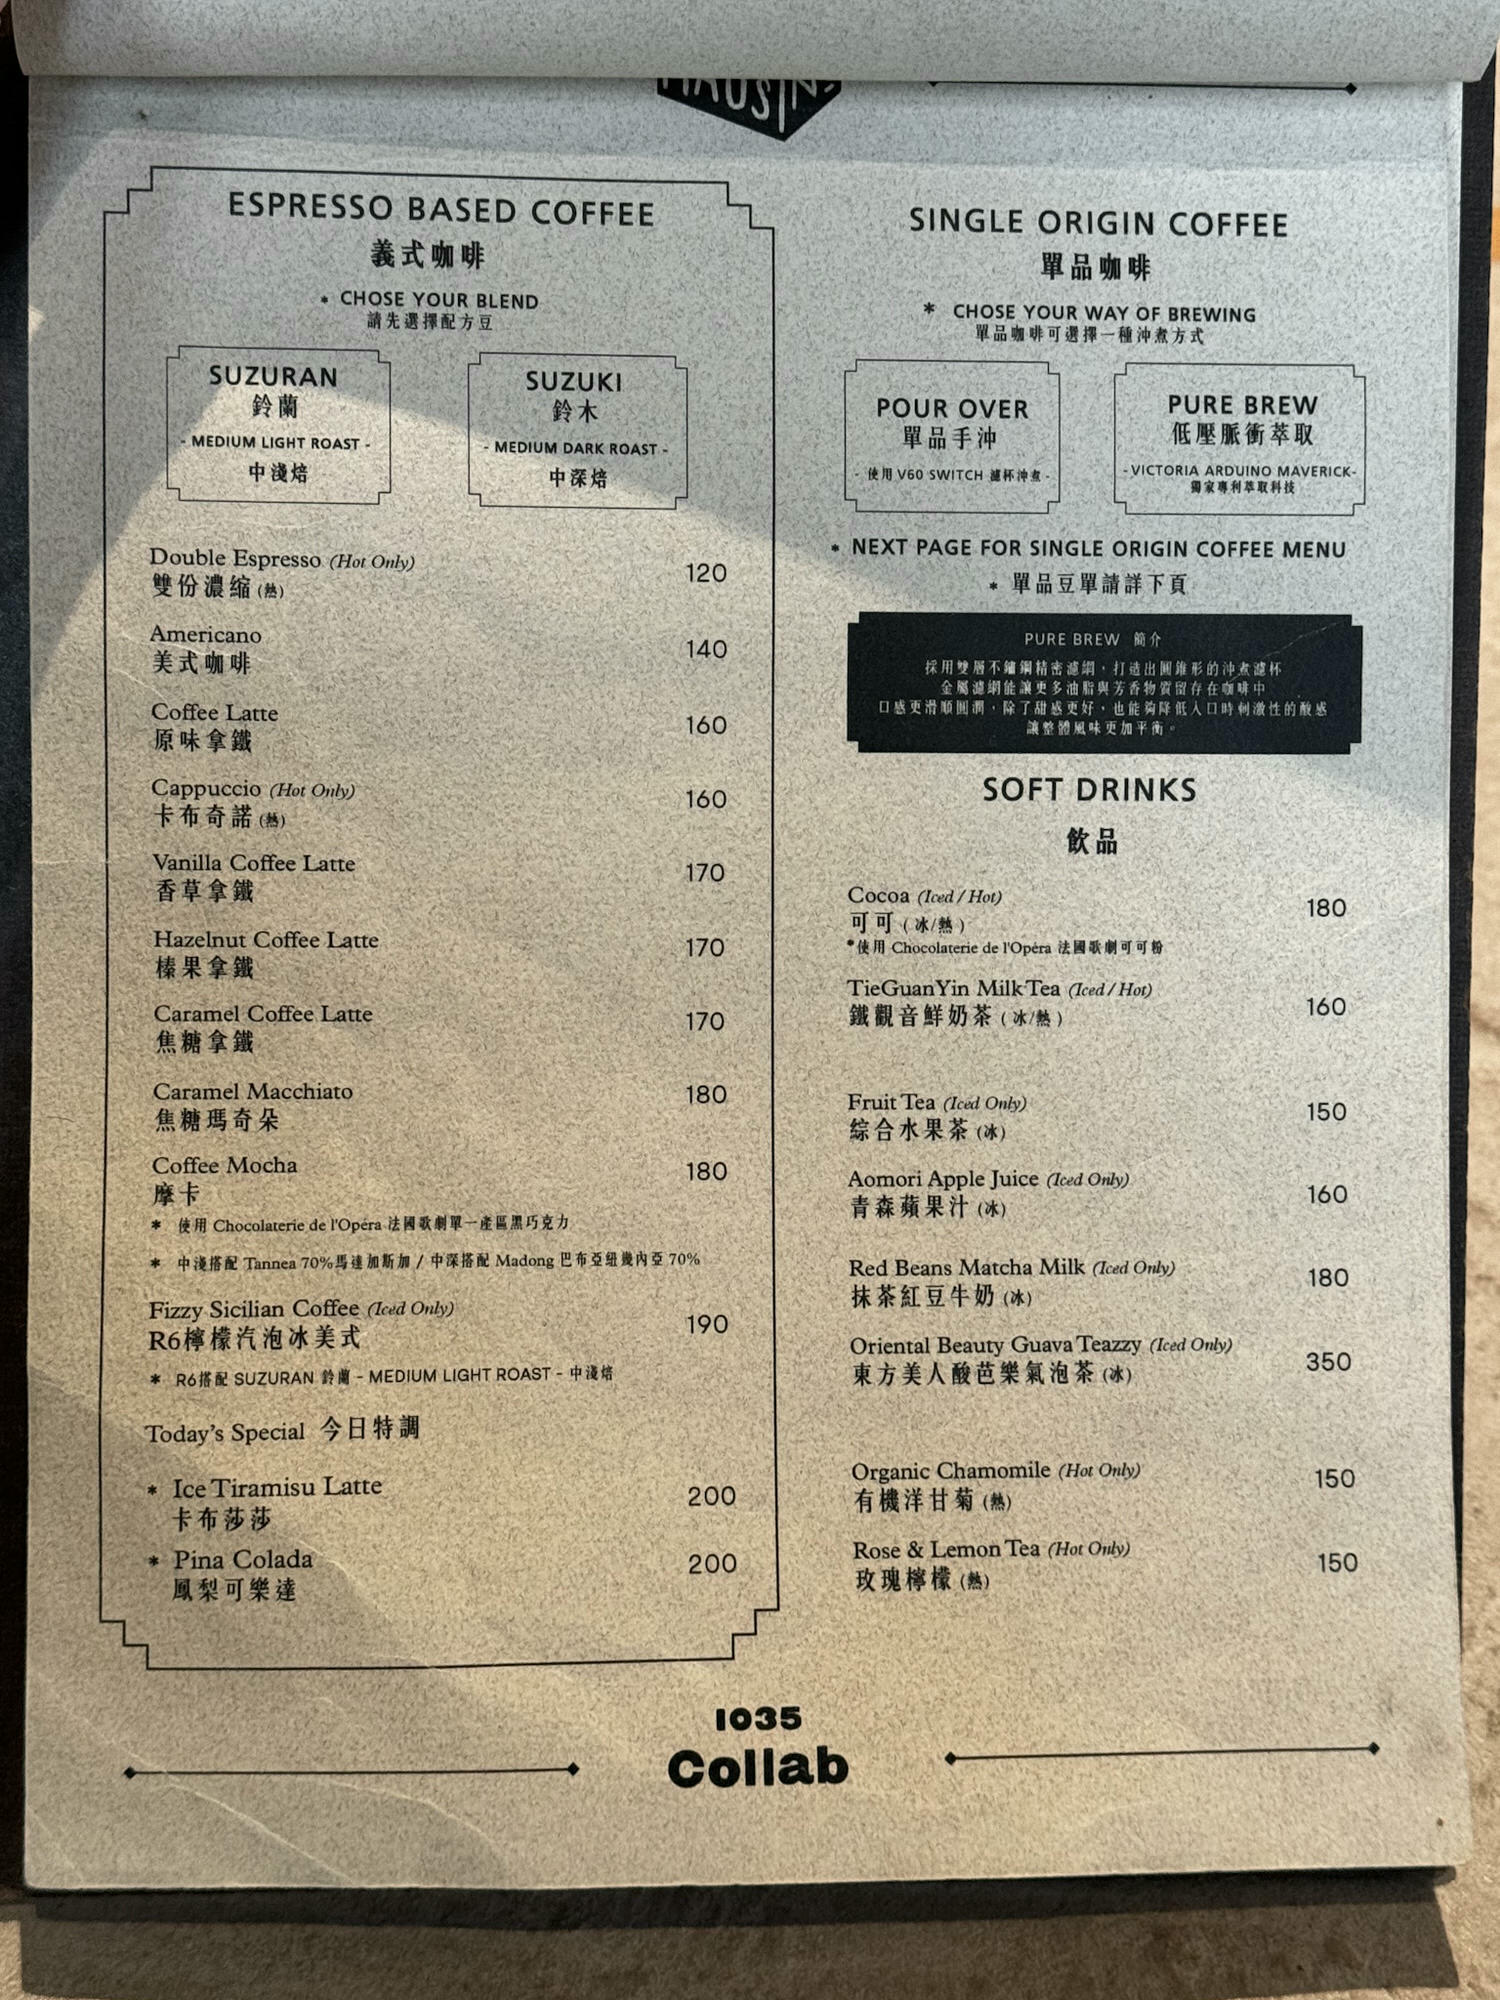 ESPRESSO BASED COFFEE
義式咖啡
* CHOSE YOUR BLEND
請先選擇配方豆
SUZURAN
鈴蘭
- MEDIUM LIGHT ROAST -
中淺焙
SUZUKI
鈴木
- MEDIUM DARK ROAST -
中深焙
Double Espresso (Hot Only) 120
雙份濃縮 (熱)
Americano 140
美式咖啡
Coffee Latte 160
原味拿鐵
Cappuccio (Hot Only) 160
卡布奇諾 (熱)
Vanilla Coffee Latte 170
香草拿鐵
Hazelnut Coffee Latte 170
榛果拿鐵
Caramel Coffee Latte 170
焦糖拿鐵
Caramel Macchiato 180
焦糖瑪奇朵
Coffee Mocha 180
摩卡
* 使用 Chocolaterie de l'Opéra 法國歌劇單一產區黑巧克力
* 中淺搭配 Tannea 70%馬達加斯加 / 中深搭配 Madong 巴布亞紐幾內亞 70%
Fizzy Sicilian Coffee (Iced Only) 190
R6檸檬汽泡冰美式
* R6搭配 SUZURAN 鈴蘭 - MEDIUM LIGHT ROAST - 中淺焙
Today's Special 今日特調
* Ice Tiramisu Latte 200
卡布莎莎
* Pina Colada 200
鳳梨可樂達
SINGLE ORIGIN COFFEE
單品咖啡
* CHOSE YOUR WAY OF BREWING
單品咖啡可選擇一種沖煮方式
POUR OVER
單品手沖
- 使用 V60 SWITCH 濾杯沖煮 -
PURE BREW
低壓脈衝萃取
- VICTORIA ARDUINO MAVERICK-
獨家專利萃取科技
* NEXT PAGE FOR SINGLE ORIGIN COFFEE MENU
* 單品豆單請詳下頁
PURE BREW 簡介
採用雙層不鏽鋼精密濾網，打造出圓錐形的沖煮濾杯
金屬濾網能讓更多油脂與芳香物質留存在咖啡中
口感更滑順圓潤，除了甜感更好，也能夠降低入口時刺激性的酸感
讓整體風味更加平衡。
SOFT DRINKS
飲品
Cocoa (Iced / Hot) 180
可可 ( 冰/熱 )
*使用 Chocolaterie de l'Opéra 法國歌劇可可粉
TieGuanYin Milk Tea (Iced / Hot) 160
鐵觀音鮮奶茶 ( 冰/熱 )
Fruit Tea (Iced Only) 150
綜合水果茶 (冰)
Aomori Apple Juice (Iced Only) 160
青森蘋果汁 (冰)
Red Beans Matcha Milk (Iced Only) 180
抹茶紅豆牛奶 (冰)
Oriental Beauty Guava Teazzy (Iced Only) 350
東方美人酸芭樂氣泡茶 (冰)
Organic Chamomile (Hot Only) 150
有機洋甘菊 (熱)
Rose & Lemon Tea (Hot Only) 150
玫瑰檸檬 (熱)
1035
Collab